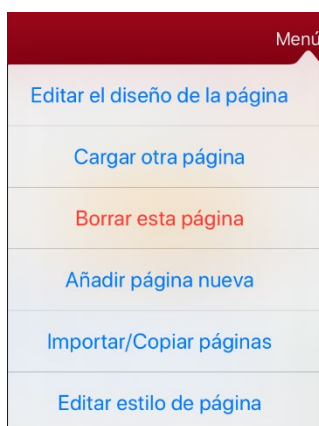 Menú
Editar el diseño de la página
Cargar otra página
Borrar esta página
Añadir página nueva
Importar/Copiar páginas
Editar estilo de página